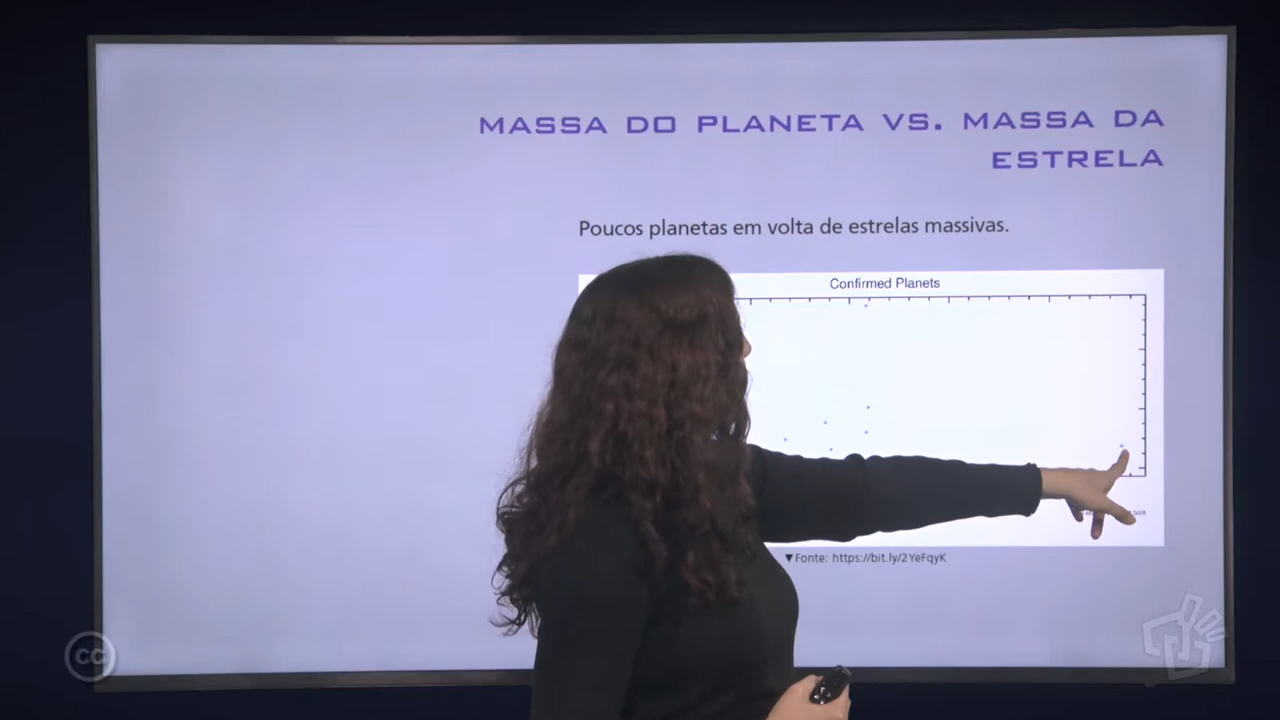 MASSA DO PLANETA VS. MASSA DA
ESTRELA
Poucos planetas em volta de estrelas massivas.
Confirmed Planets
▼Fonte: https://bit.ly/2YeFqyK
cc